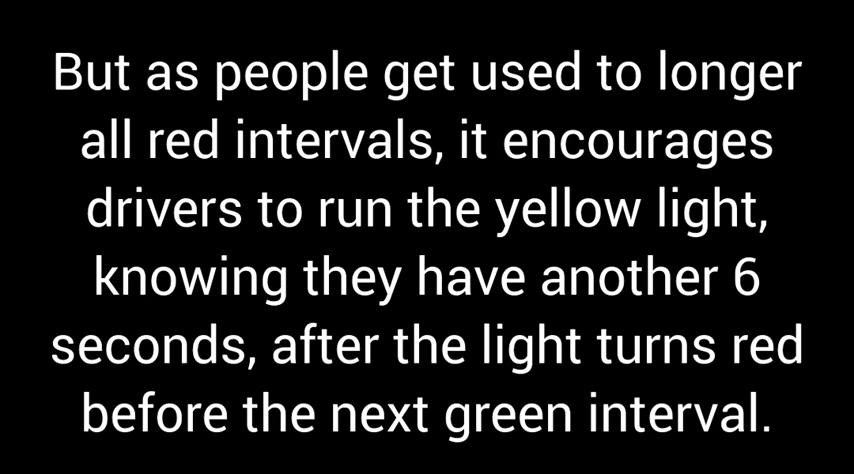 But as people get used to longer
all red intervals, it encourages
drivers to run the yellow light,
knowing they have another 6
seconds, after the light turns red
before the next green interval.